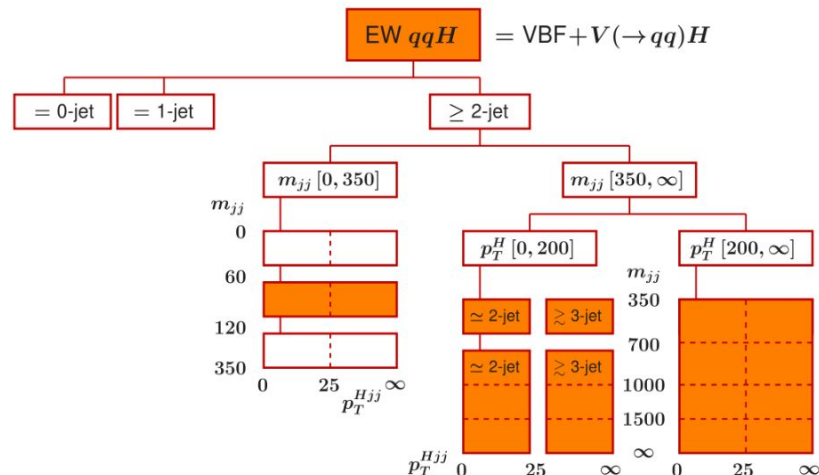 EW qqH = VBF+V(→qq)H
= 0-jet = 1-jet ≥ 2-jet
m_jj [0, 350] m_jj [350, ∞]
m_jj
p_T^H [0, 200] p_T^H [200, ∞]
0
m_jj
60
≃ 2-jet ≳ 3-jet 350
120
≃ 2-jet ≳ 3-jet 700
350
0 25 ∞ 1000
p_T^Hjj
1500
∞
p_T^Hjj 0 25 ∞ 0 25 ∞